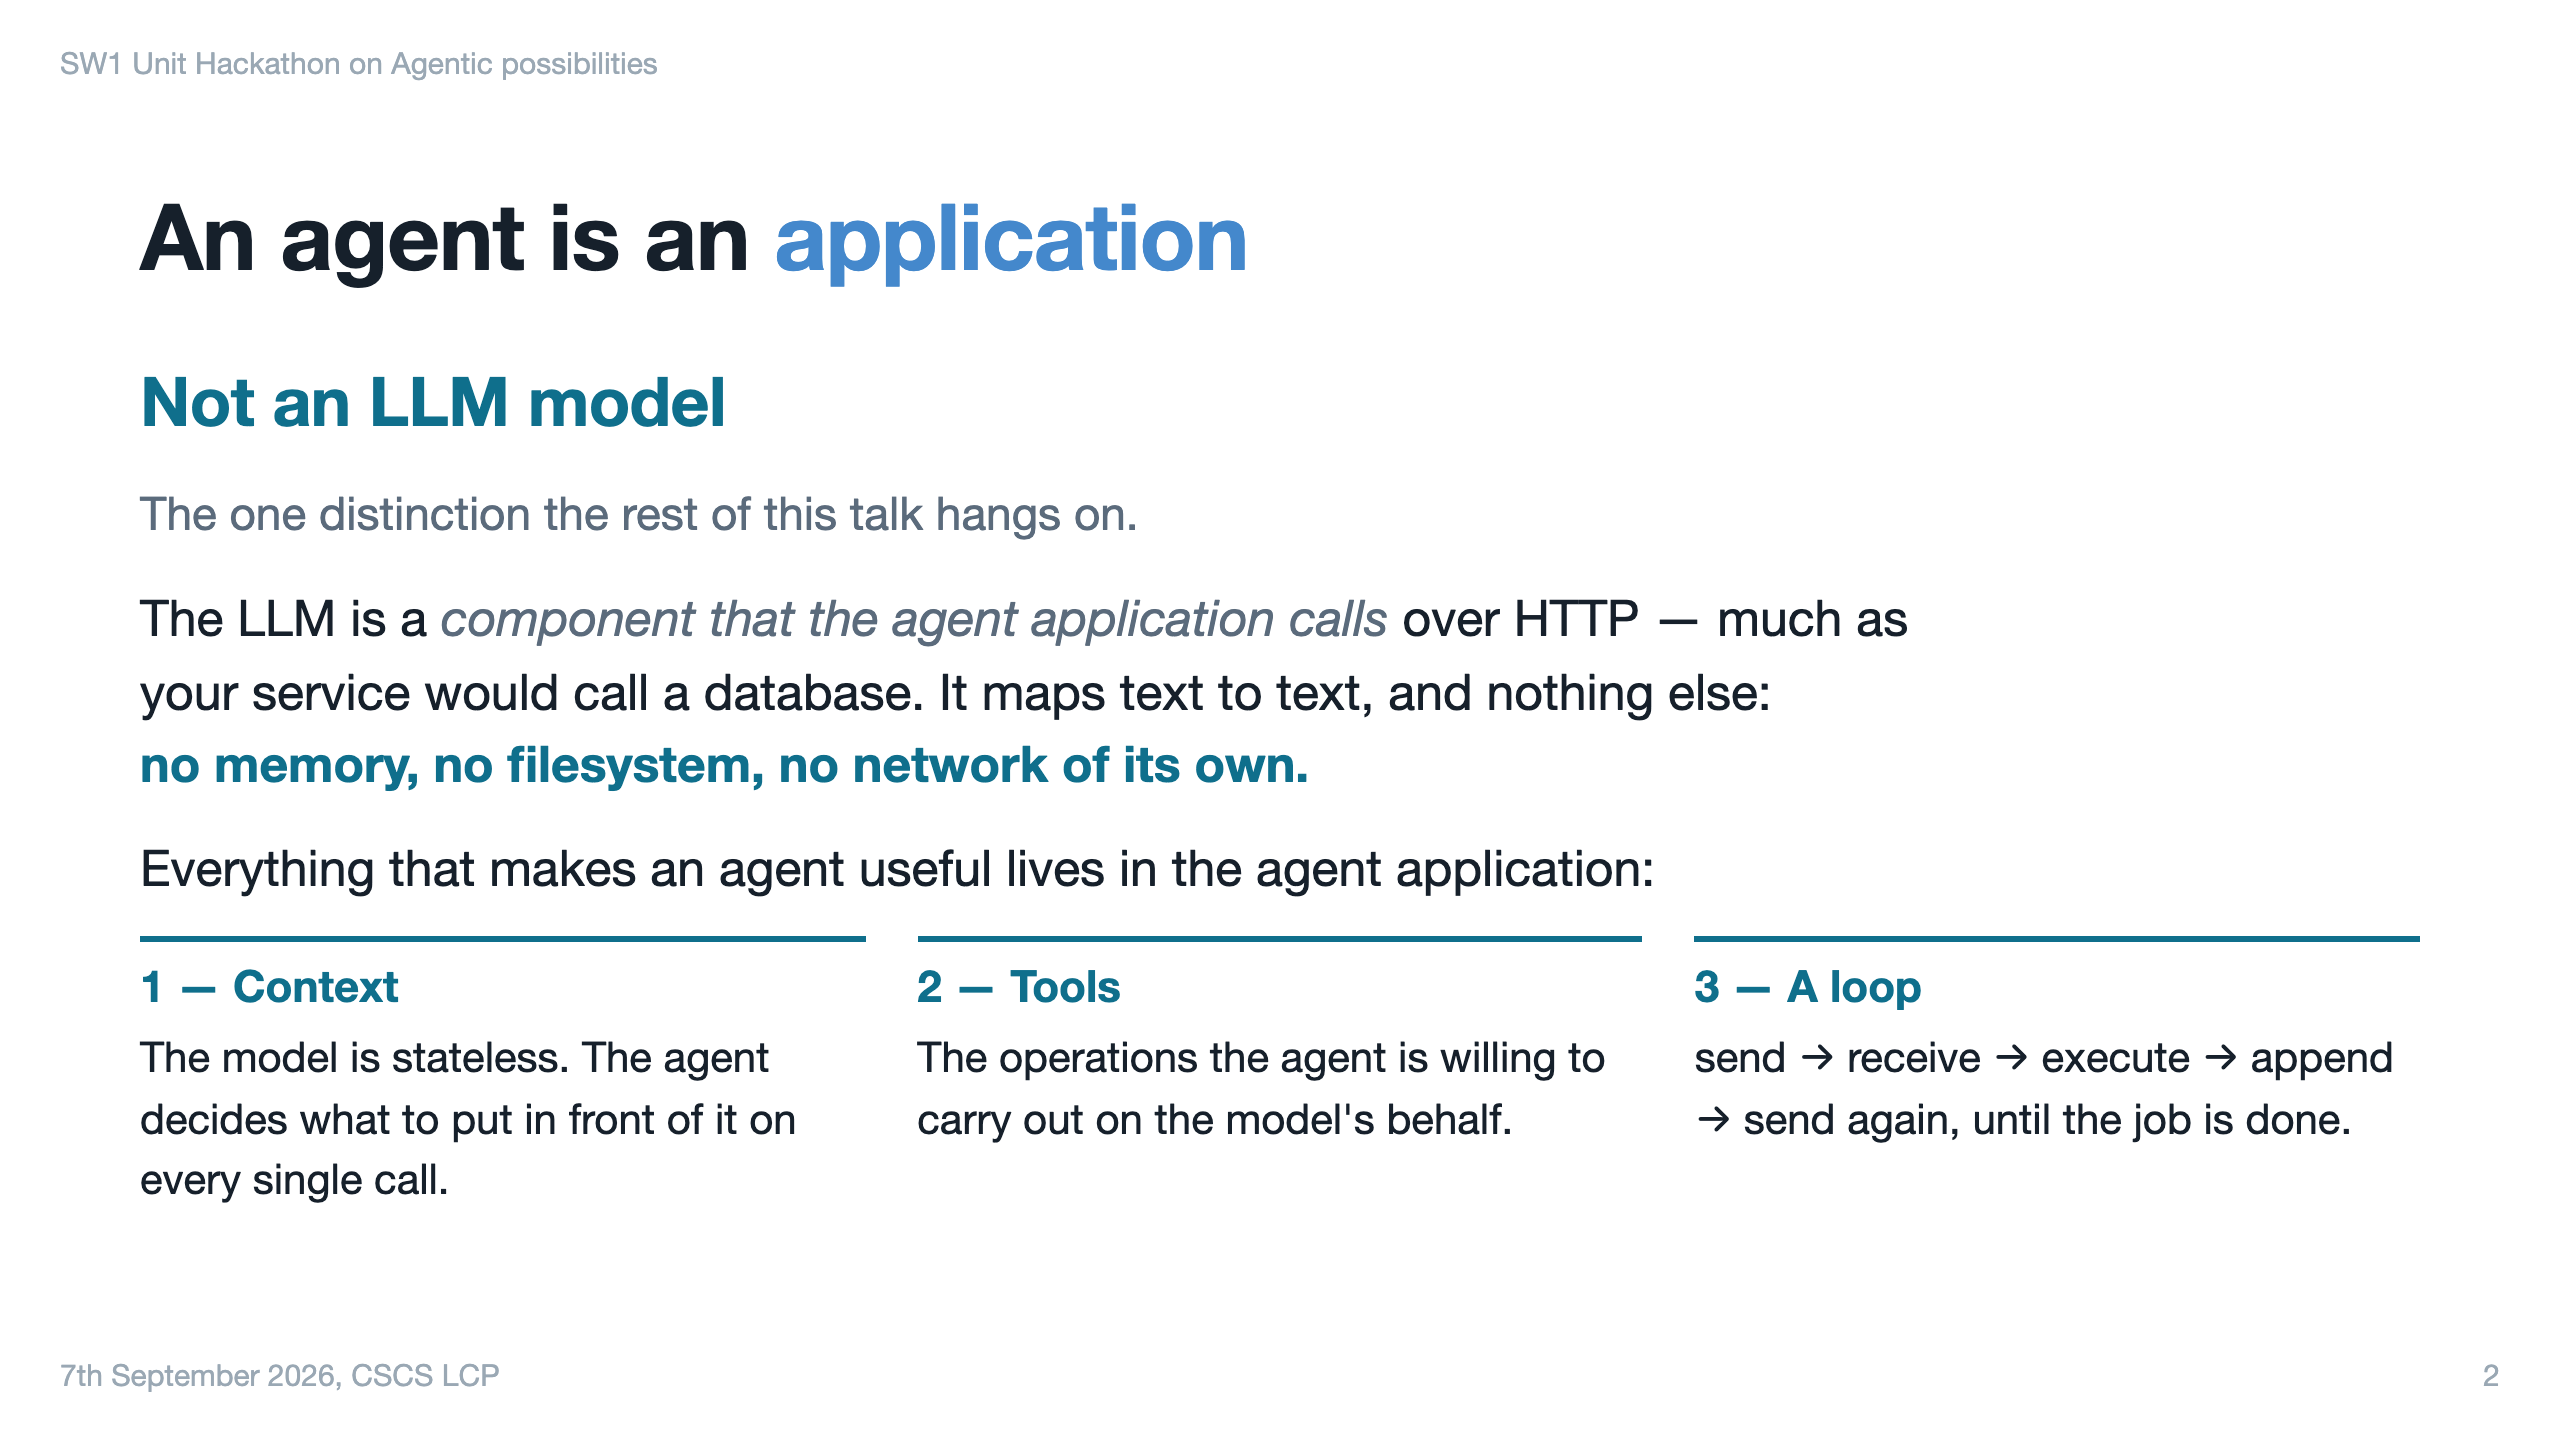 SW1 Unit Hackathon on Agentic possibilities
An agent is an application
Not an LLM model
The one distinction the rest of this talk hangs on.
The LLM is a component that the agent application calls over HTTP — much as
your service would call a database. It maps text to text, and nothing else:
no memory, no filesystem, no network of its own.
Everything that makes an agent useful lives in the agent application:
1 — Context
The model is stateless. The agent
decides what to put in front of it on
every single call.
2 — Tools
The operations the agent is willing to
carry out on the model's behalf.
3 — A loop
send → receive → execute → append
→ send again, until the job is done.
7th September 2026, CSCS LCP
2